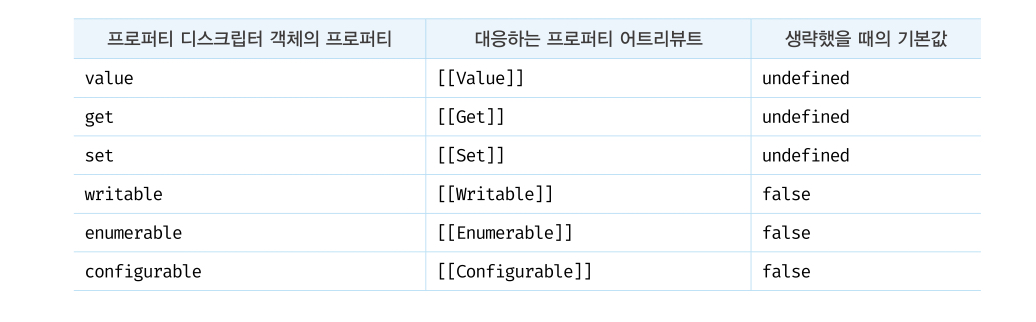 프로퍼티 디스크립터 객체의 프로퍼티 대응하는 프로퍼티 어트리뷰트 생략했을 때의 기본값
value [[Value]] undefined
get [[Get]] undefined
set [[Set]] undefined
writable [[Writable]] false
enumerable [[Enumerable]] false
configurable [[Configurable]] false